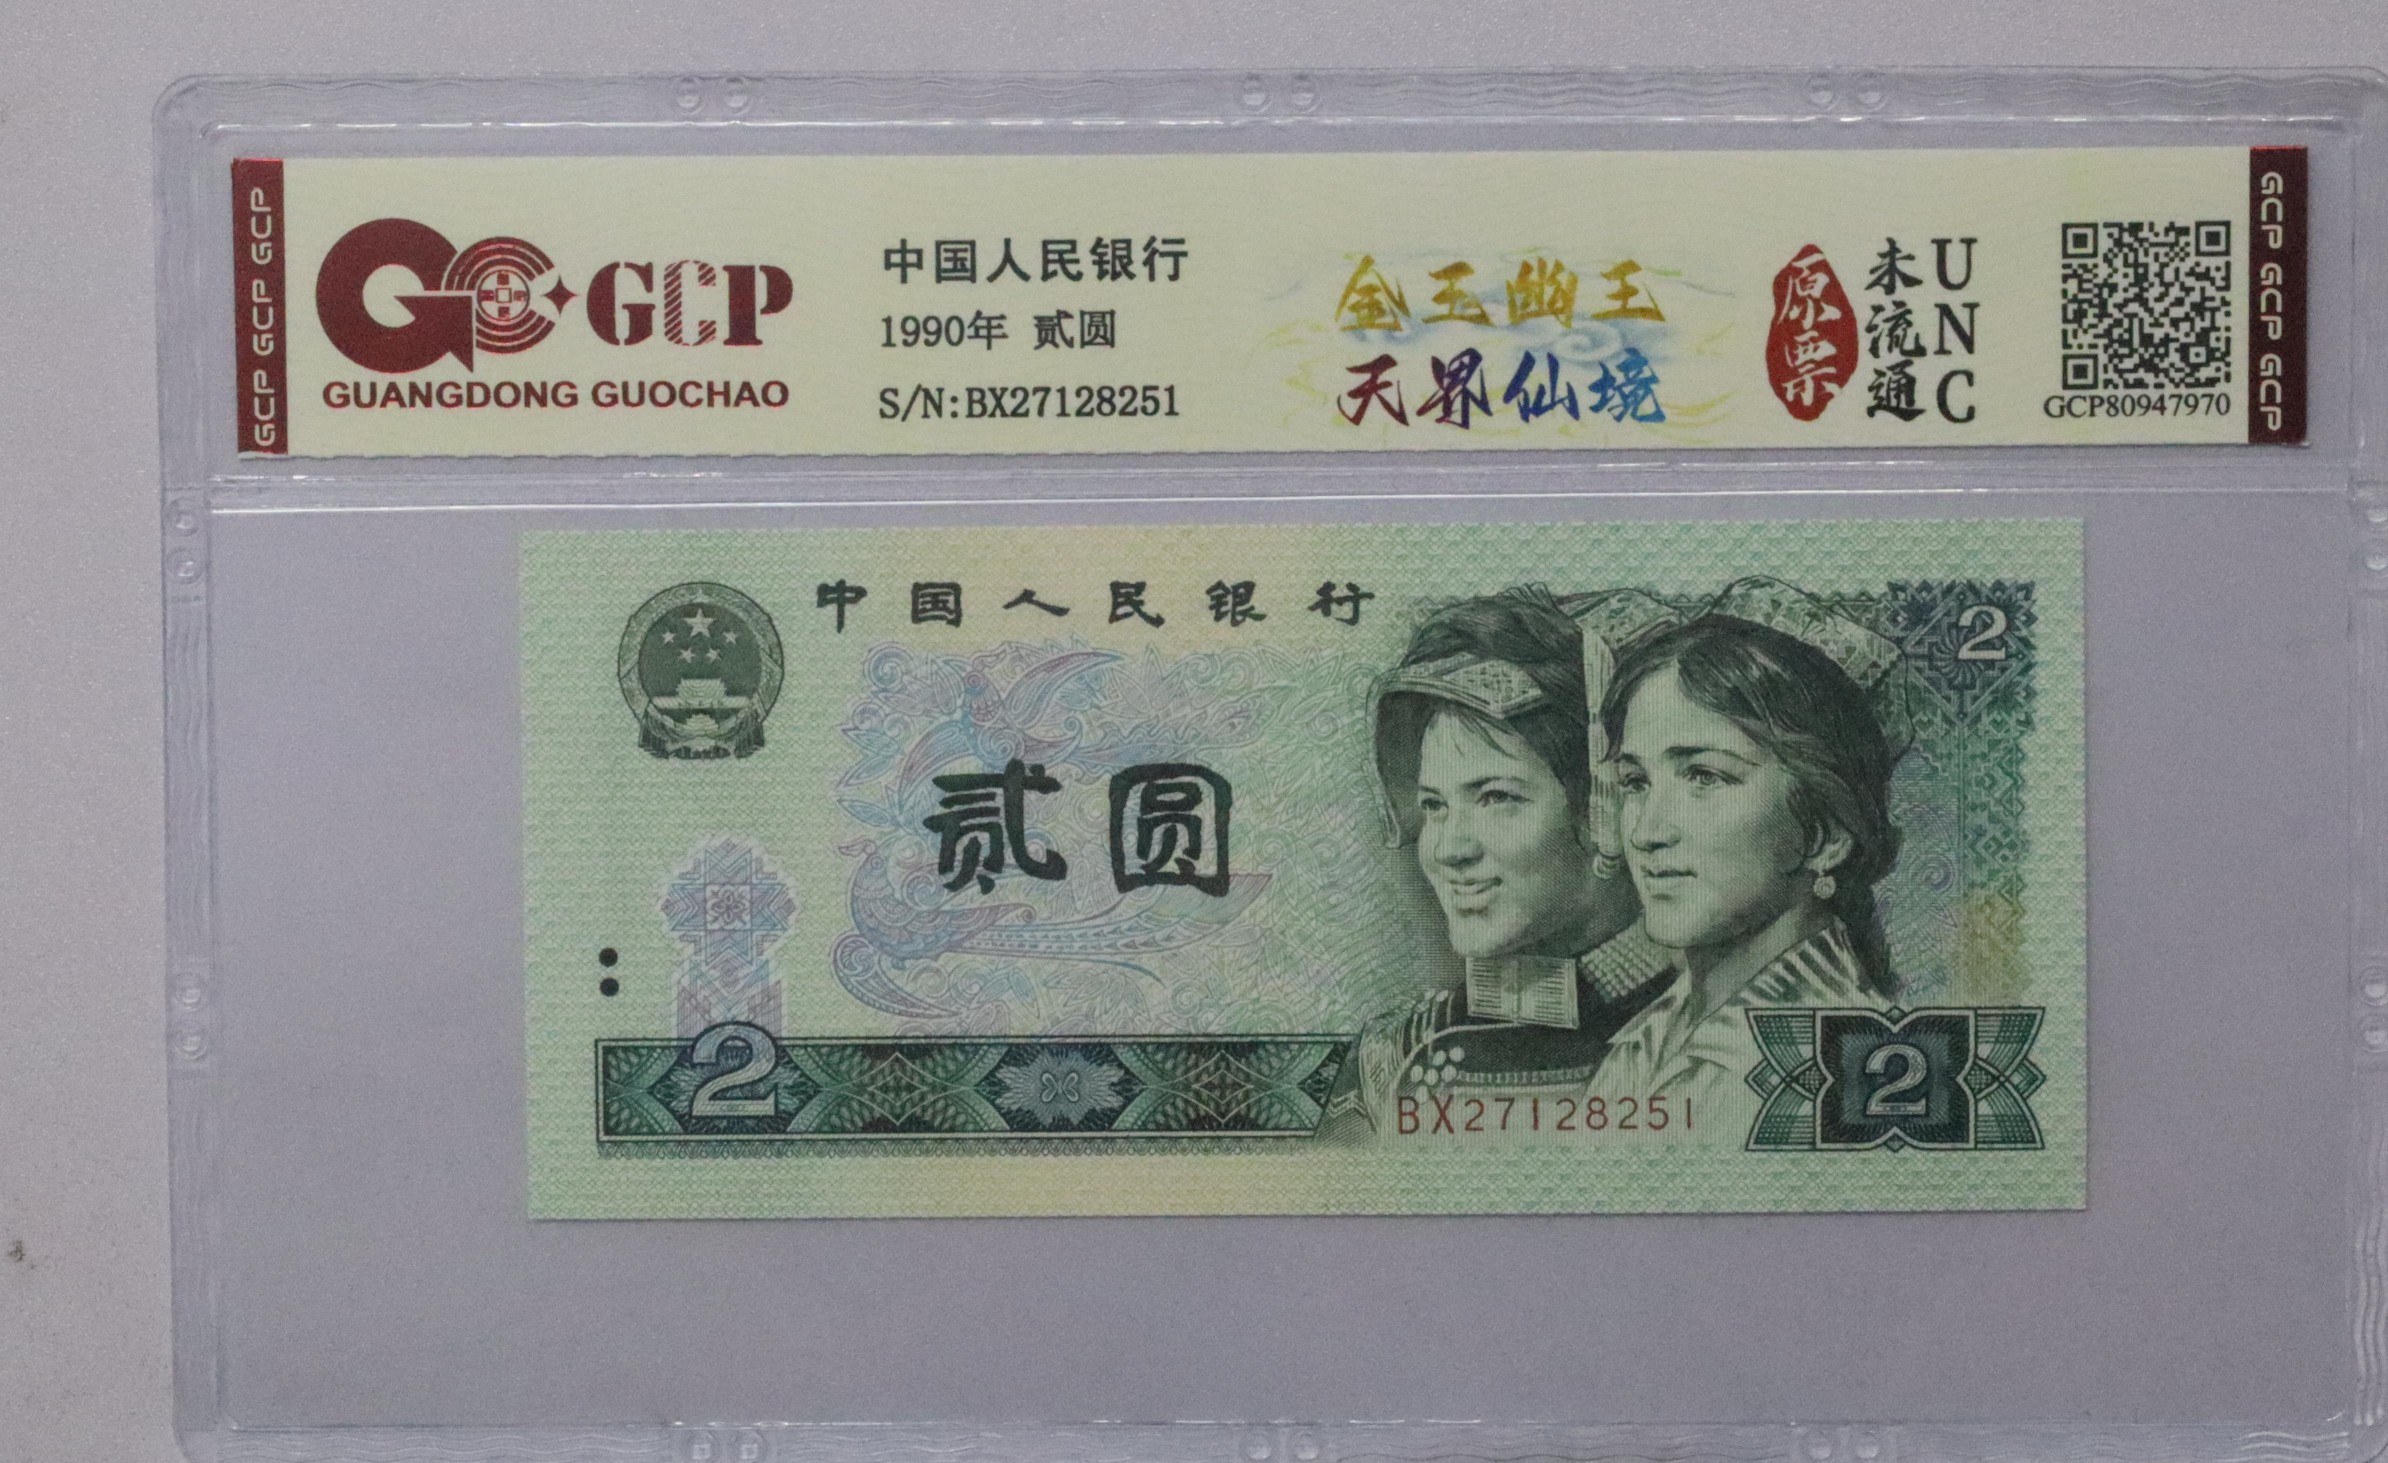 GCP GCP GCP
GCP
GUANGDONG GUOCHAO
中国人民银行
1990年 贰圆
S/N:BX27128251
金玉幽王
天界仙境
原票
未流通
UNC
GCP80947970
GCP GCP GCP
中国人民银行
2
贰圆
2
BX27128251
2